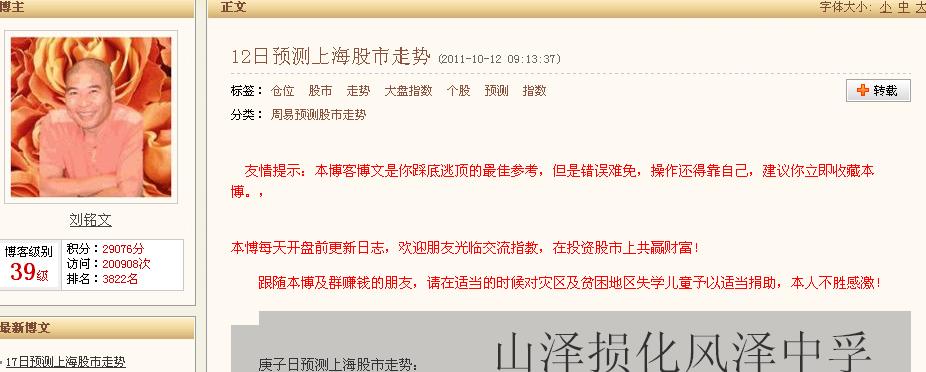 博主
正文
字体大小: 小 中 大
12日预测上海股市走势 (2011-10-12 09:13:37)
标签： 仓位 股市 走势 大盘指数 个股 预测 指数
转载
分类： 周易预测股市走势
友情提示：本博客博文是你踩底逃顶的最佳参考，但是错误难免，操作还得靠自己，建议你立即收藏本
博。，
刘铭文
博客级别
39级
积分：29076分
访问：200908次
排名：3822名
本博每天开盘前更新日志，欢迎朋友光临交流指教，在投资股市上共赢财富！
跟随本博及群赚钱的朋友，请在适当的时候对灾区及贫困地区失学儿童予以适当捐助，本人不胜感激！
最新博文
17日预测上海股市走势
庚子日预测上海股市走势：
山泽损化风泽中孚